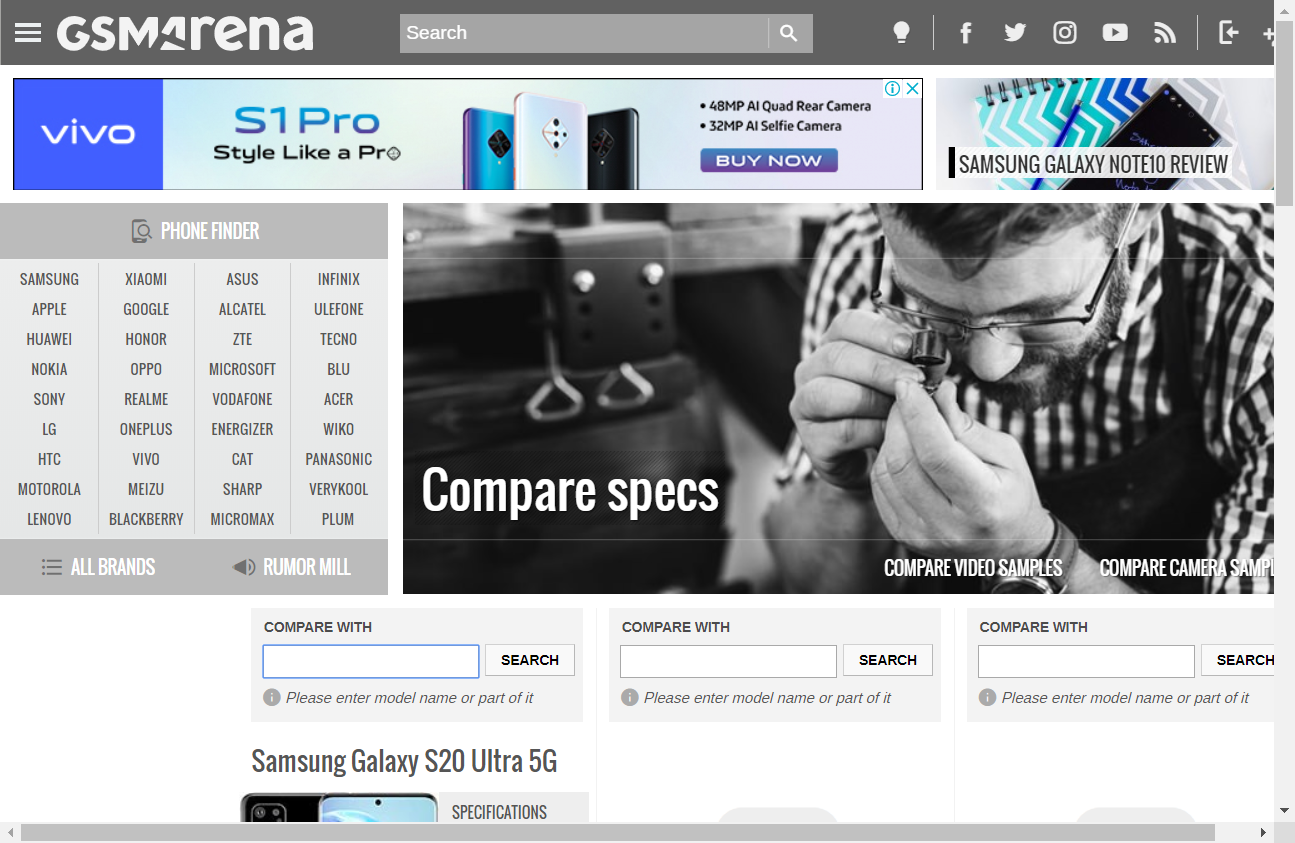 GSMArena
Search
vivo
S1 Pro
Style Like a Pro
• 48MP AI Quad Rear Camera
• 32MP AI Selfie Camera
BUY NOW
SAMSUNG GALAXY NOTE10 REVIEW
PHONE FINDER
SAMSUNG XIAOMI ASUS INFINIX
APPLE GOOGLE ALCATEL ULEFONE
HUAWEI HONOR ZTE TECNO
NOKIA OPPO MICROSOFT BLU
SONY REALME VODAFONE ACER
LG ONEPLUS ENERGIZER WIKO
HTC VIVO CAT PANASONIC
MOTOROLA MEIZU SHARP VERYKOOL
LENOVO BLACKBERRY MICROMAX PLUM
ALL BRANDS RUMOR MILL
Compare specs
COMPARE VIDEO SAMPLES COMPARE CAMERA SAMPL
COMPARE WITH COMPARE WITH COMPARE WITH
SEARCH SEARCH SEARCH
Please enter model name or part of it Please enter model name or part of it Please enter model name or part of it
Samsung Galaxy S20 Ultra 5G
SPECIFICATIONS